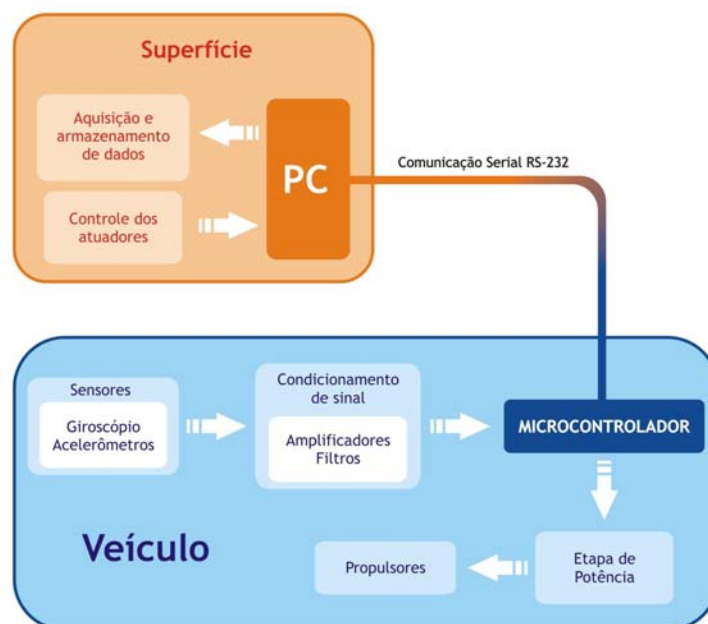 Superfície
Aquisição e
armazenamento
de dados
PC
Controle dos
atuadores
Comunicação Serial RS-232
Sensores
Giroscópio
Acelerômetros
Condicionamento
de sinal
Amplificadores
Filtros
MICROCONTROLADOR
Veículo
Propulsores
Etapa de
Potência